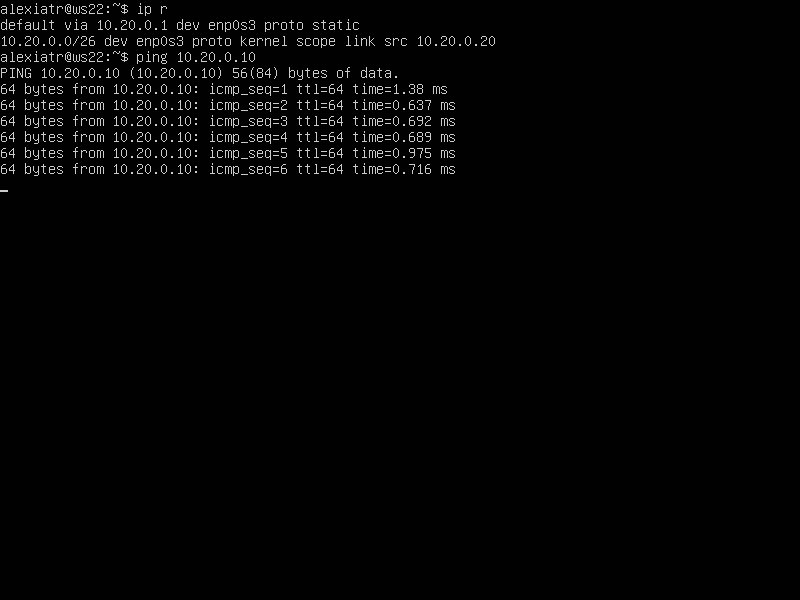 alexiatr@ws22:~$ ip r
default via 10.20.0.1 dev enp0s3 proto static
10.20.0.0/26 dev enp0s3 proto kernel scope link src 10.20.0.20
alexiatr@ws22:~$ ping 10.20.0.10
PING 10.20.0.10 (10.20.0.10) 56(84) bytes of data.
64 bytes from 10.20.0.10: icmp_seq=1 ttl=64 time=1.38 ms
64 bytes from 10.20.0.10: icmp_seq=2 ttl=64 time=0.637 ms
64 bytes from 10.20.0.10: icmp_seq=3 ttl=64 time=0.692 ms
64 bytes from 10.20.0.10: icmp_seq=4 ttl=64 time=0.689 ms
64 bytes from 10.20.0.10: icmp_seq=5 ttl=64 time=0.975 ms
64 bytes from 10.20.0.10: icmp_seq=6 ttl=64 time=0.716 ms